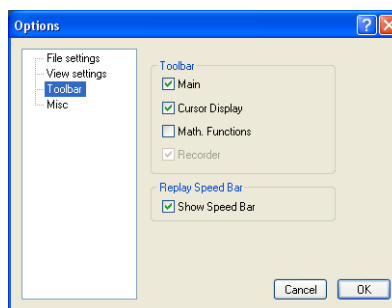 Options
File settings
View settings
Toolbar
Misc
Toolbar
Main
Cursor Display
Math. Functions
Recorder
Replay Speed Bar
Show Speed Bar
Cancel
OK